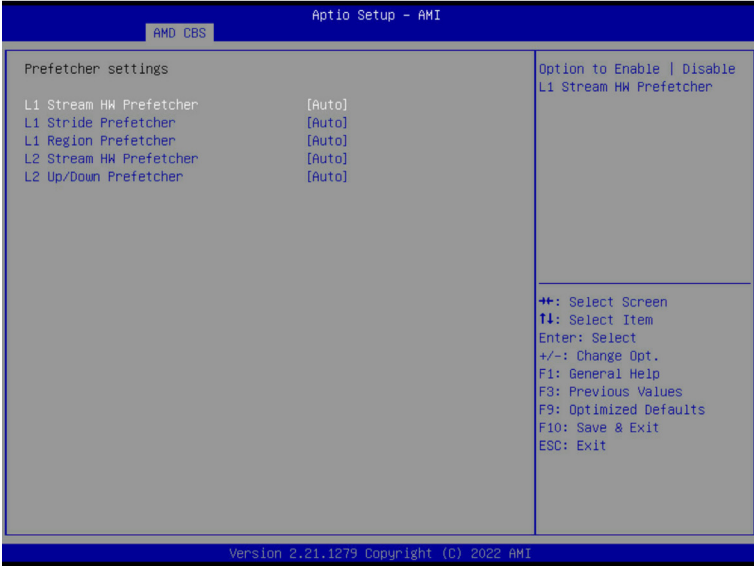 Aptio Setup – AMI
AMD CBS
Prefetcher settings
L1 Stream HW Prefetcher [Auto]
L1 Stride Prefetcher [Auto]
L1 Region Prefetcher [Auto]
L2 Stream HW Prefetcher [Auto]
L2 Up/Down Prefetcher [Auto]
Option to Enable | Disable
L1 Stream HW Prefetcher
→←: Select Screen
↑↓: Select Item
Enter: Select
+/-: Change Opt.
F1: General Help
F3: Previous Values
F9: Optimized Defaults
F10: Save & Exit
ESC: Exit
Version 2.21.1279 Copyright (C) 2022 AMI